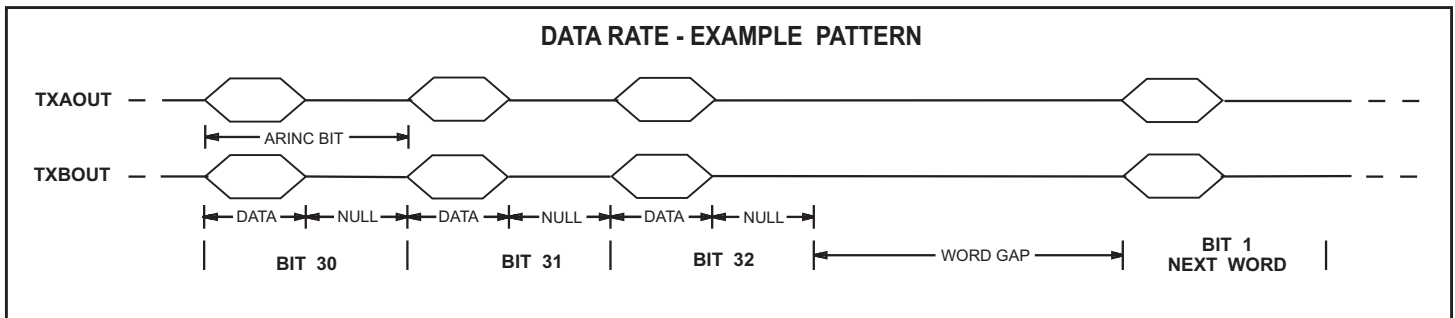 DATA RATE - EXAMPLE PATTERN
TXAOUT
ARINC BIT
TXBOUT
DATA NULL DATA NULL DATA NULL
BIT 30 BIT 31 BIT 32 WORD GAP BIT 1
NEXT WORD